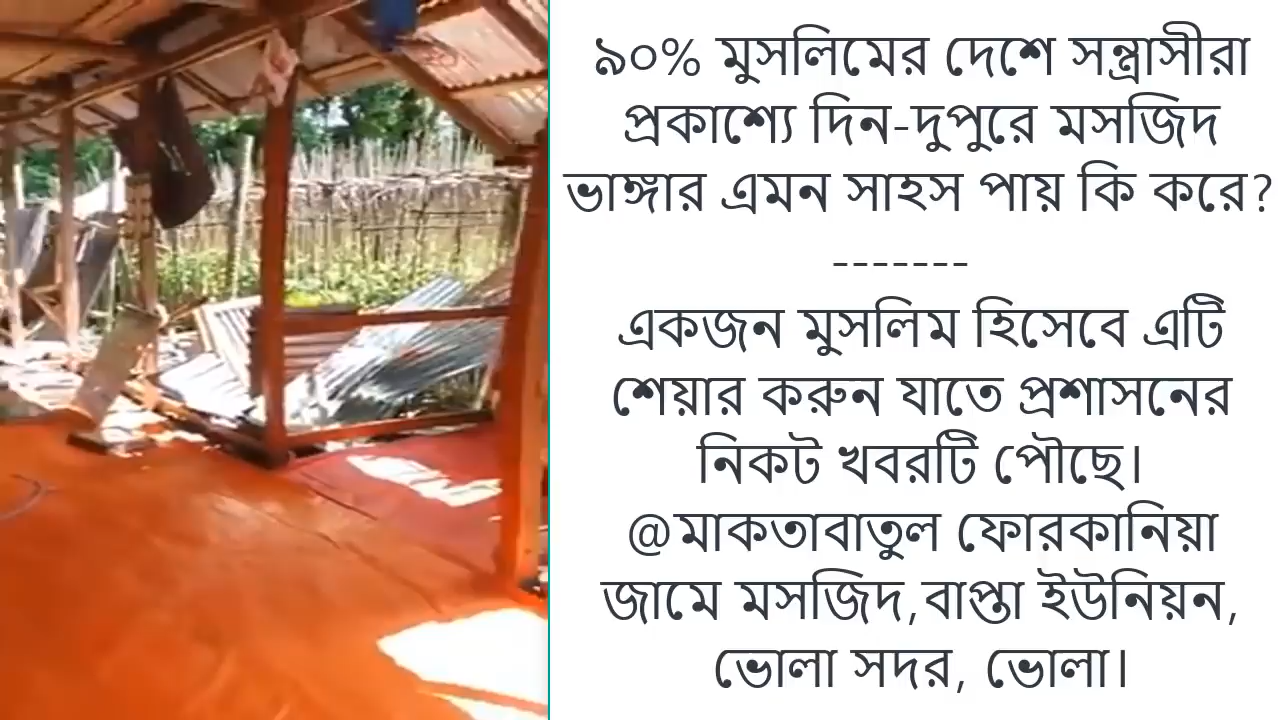 ৯০% মুসলিমের দেশে সন্ত্রাসীরা
প্রকাশ্যে দিন-দুপুরে মসজিদ
ভাঙ্গার এমন সাহস পায় কি করে?
-------
একজন মুসলিম হিসেবে এটি
শেয়ার করুন যাতে প্রশাসনের
নিকট খবরটি পৌছে।
@মাকতাবাতুল ফোরকানিয়া
জামে মসজিদ,বাপ্তা ইউনিয়ন,
ভোলা সদর, ভোলা।